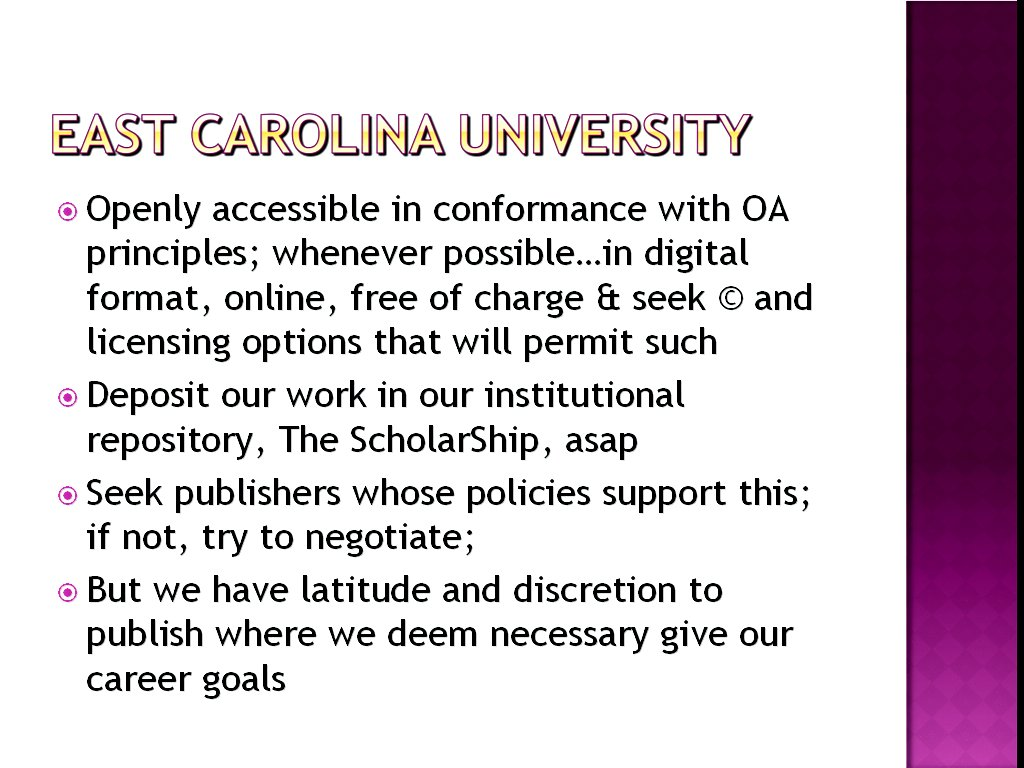 EAST CAROLINA UNIVERSITY
Openly accessible in conformance with OA
principles; whenever possible…in digital
format, online, free of charge & seek © and
licensing options that will permit such
Deposit our work in our institutional
repository, The ScholarShip, asap
Seek publishers whose policies support this;
if not, try to negotiate;
But we have latitude and discretion to
publish where we deem necessary give our
career goals